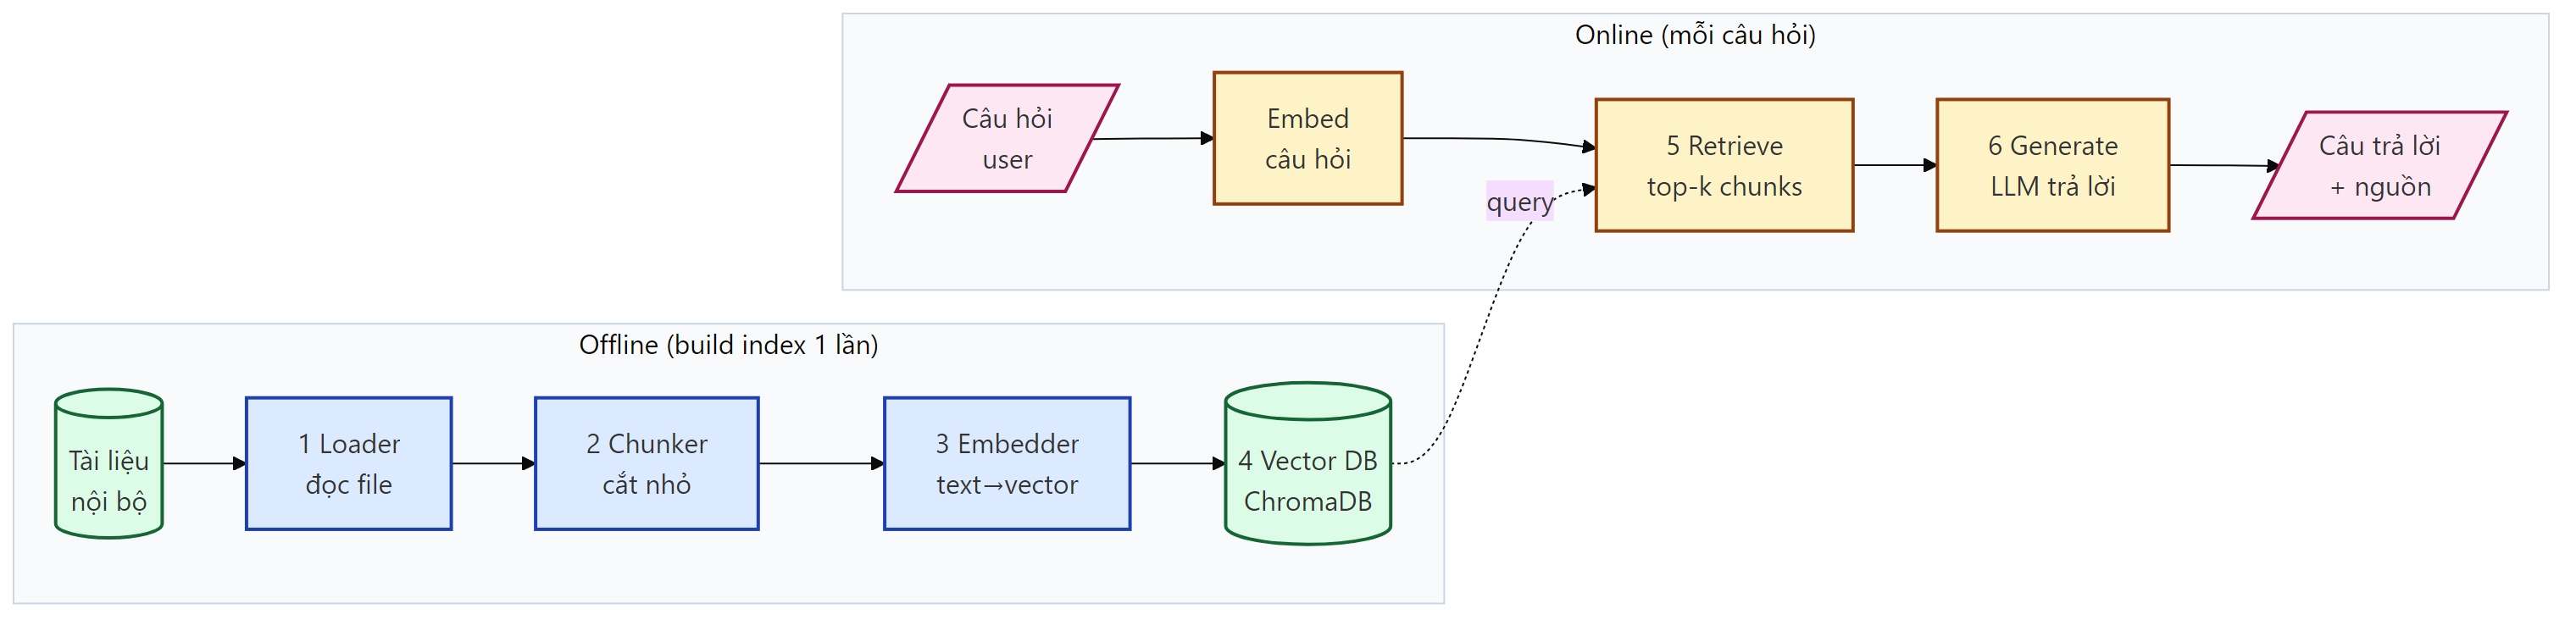 Online (mỗi câu hỏi)
Câu hỏi
user
Embed
câu hỏi
5 Retrieve
top-k chunks
6 Generate
LLM trả lời
Câu trả lời
+ nguồn
query
Offline (build index 1 lần)
Tài liệu
nội bộ
1 Loader
đọc file
2 Chunker
cắt nhỏ
3 Embedder
text→vector
4 Vector DB
ChromaDB